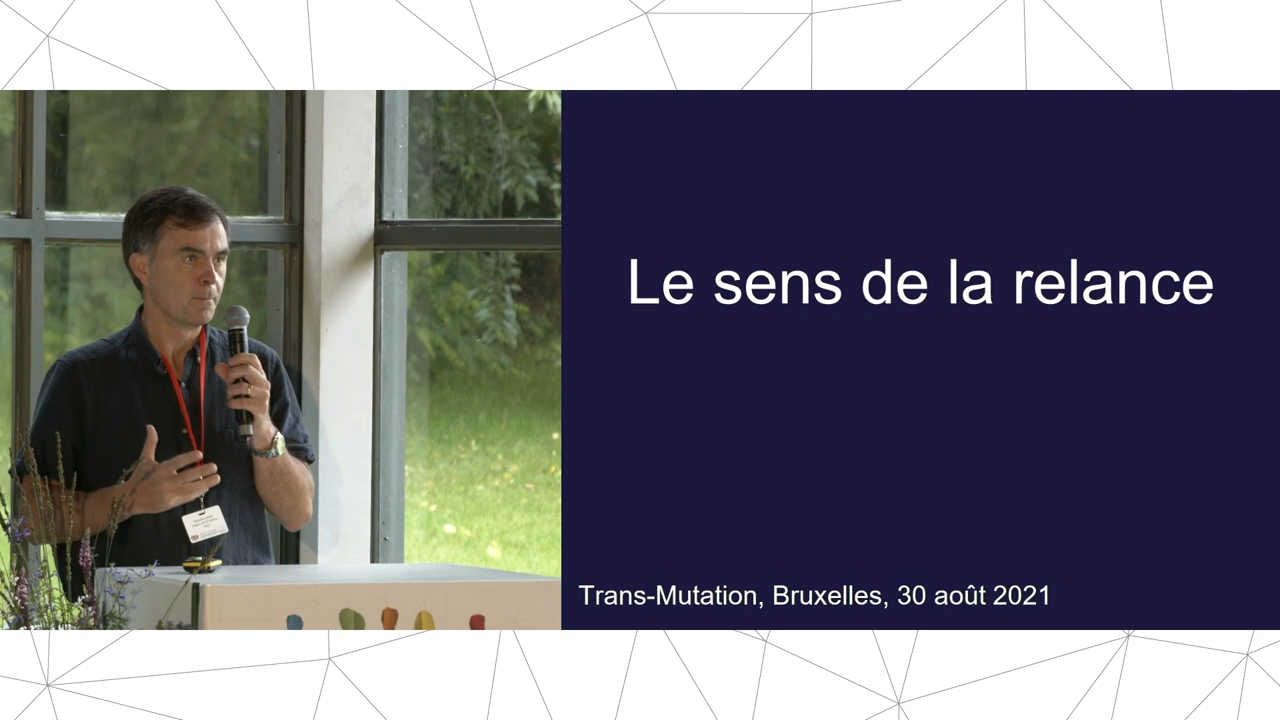 Le sens de la relance
Trans-Mutation, Bruxelles, 30 août 2021